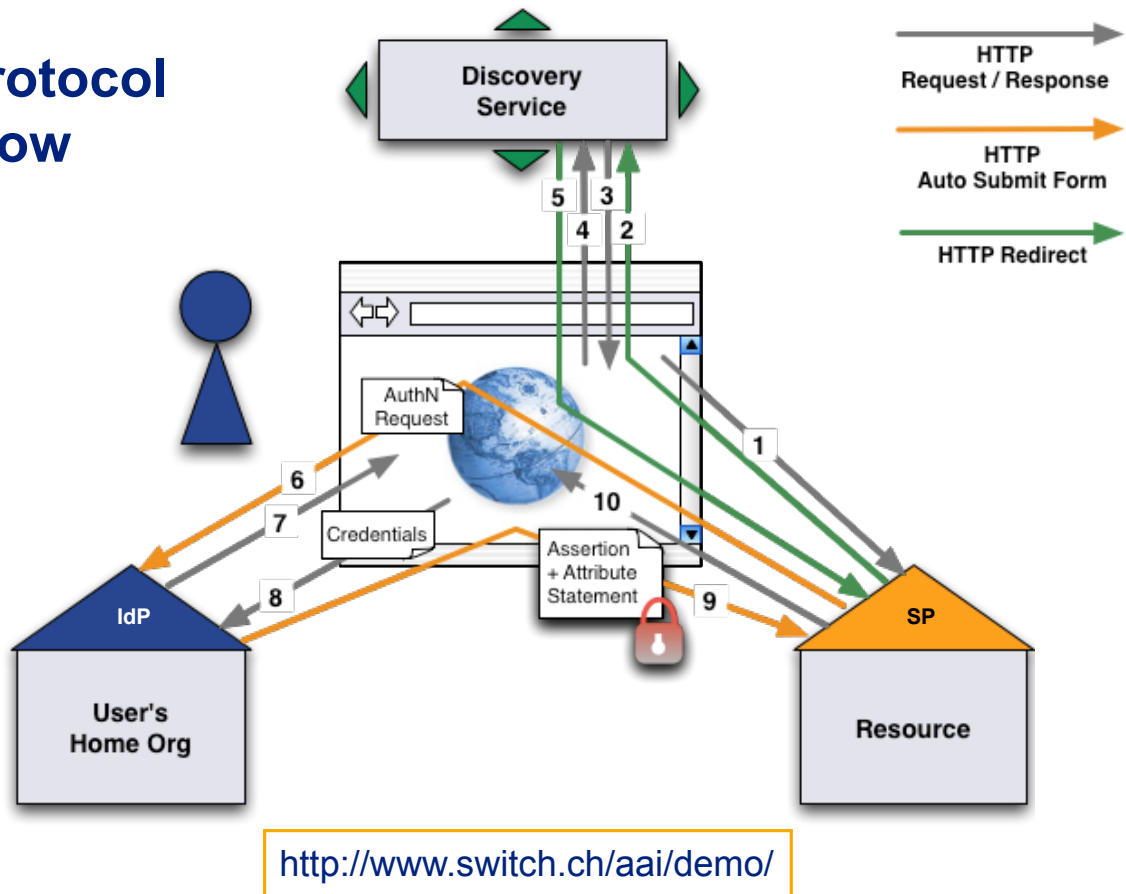 rotocol
ow
Discovery
Service
HTTP
Request / Response
HTTP
Auto Submit Form
HTTP Redirect
5
3
4
2
AuthN
Request
1
6
10
7
Credentials
Assertion
+ Attribute
Statement
8
9
IdP
SP
User's
Home Org
Resource
http://www.switch.ch/aai/demo/